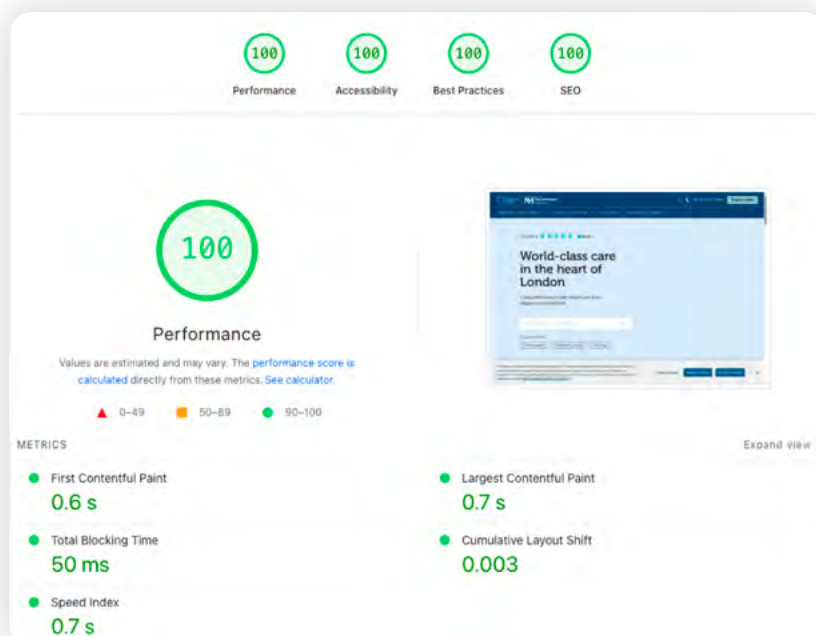 100
100
100
100
Performance
Accessibility
Best Practices
SEO
100
Performance
Values are estimated and may vary. The performance score is
calculated directly from these metrics. See calculator.
0–49
50–89
90–100
World-class care
in the heart of
London
METRICS
Expand view
First Contentful Paint
0.6 s
Largest Contentful Paint
0.7 s
Total Blocking Time
50 ms
Cumulative Layout Shift
0.003
Speed Index
0.7 s